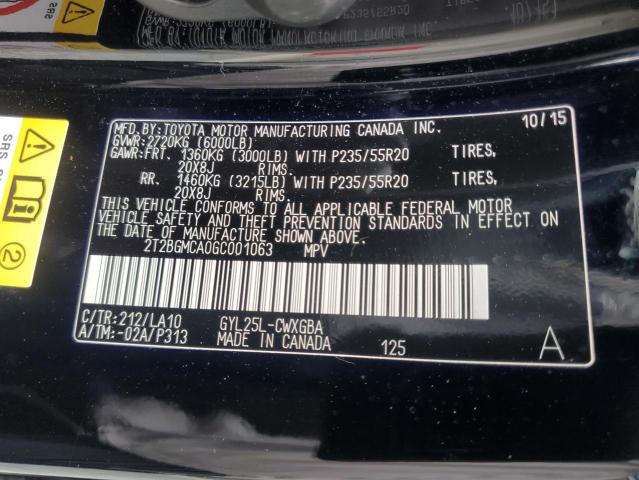 MFD.BY:TOYOTA MOTOR MANUFACTURING CANADA INC. 10/15
GVWR:2720KG (6000LB)
GAWR:FRT. 1360KG (3000LB) WITH P235/55R20 TIRES,
20X8J RIMS.
RR. 1460KG (3215LB) WITH P235/55R20 TIRES,
20X8J RIMS.
THIS VEHICLE CONFORMS TO ALL APPLICABLE FEDERAL MOTOR
VEHICLE SAFETY AND THEFT PREVENTION STANDARDS IN EFFECT ON
THE DATE OF MANUFACTURE SHOWN ABOVE.
2T2BGMCA0GC001063 MPV
C/TR:212/LA10 GYL25L-CWXGBA
A/TM:-02A/P313 MADE IN CANADA 125 A
SRS
2
SRS